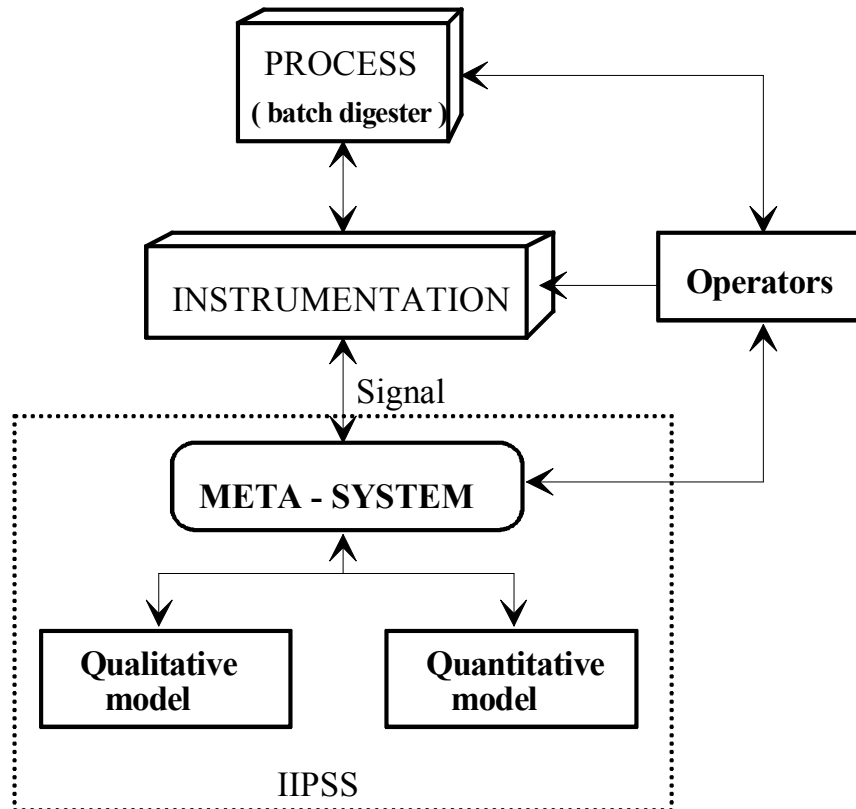 PROCESS
( batch digester )
INSTRUMENTATION
Operators
Signal
META - SYSTEM
Qualitative
model
Quantitative
model
IIPSS